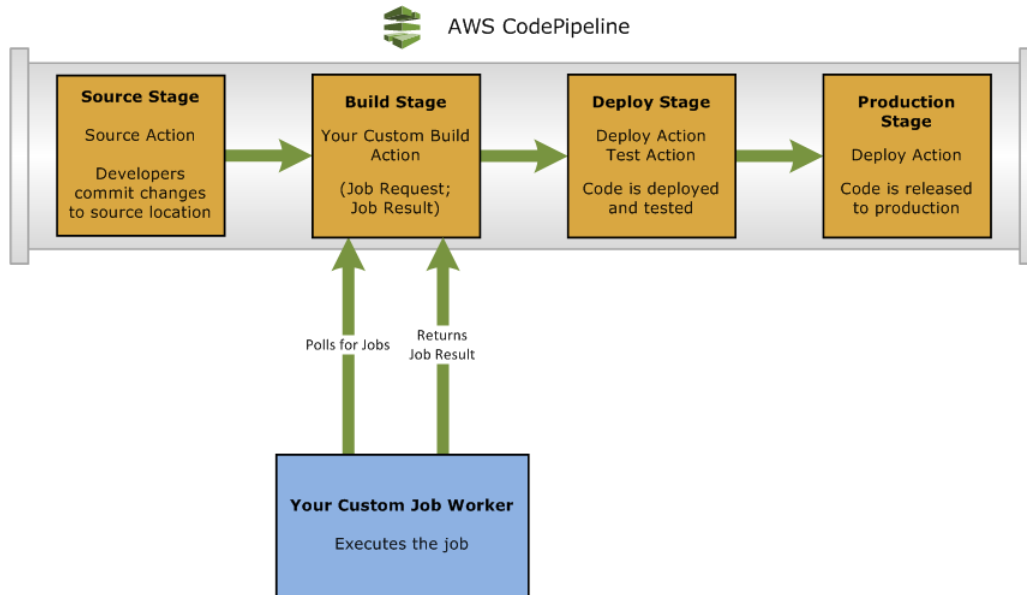 AWS CodePipeline
Source Stage
Source Action
Developers
commit changes
to source location
Build Stage
Your Custom Build
Action
(Job Request;
Job Result)
Deploy Stage
Deploy Action
Test Action
Code is deployed
and tested
Production
Stage
Deploy Action
Code is released
to production
Polls for Jobs
Returns
Job Result
Your Custom Job Worker
Executes the job